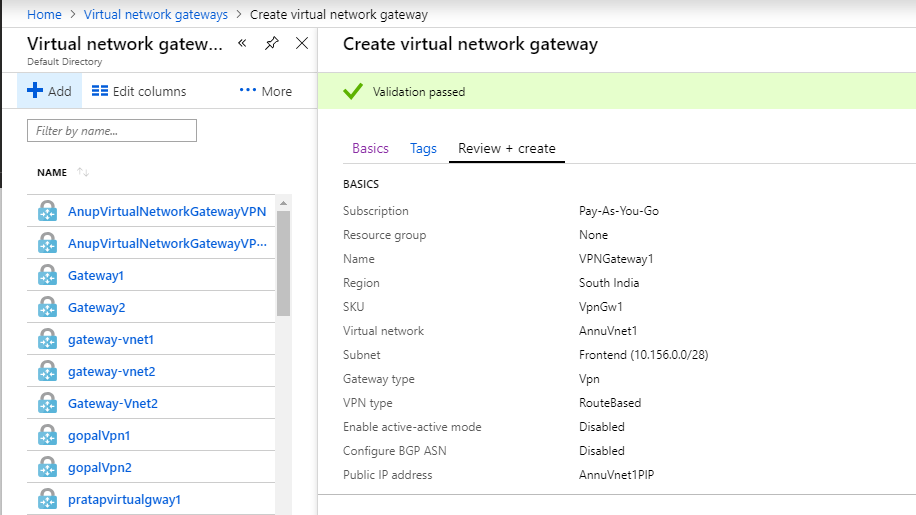 Home > Virtual network gateways > Create virtual network gateway
Virtual network gatew... «
Default Directory
Add Edit columns ... More
Filter by name...
NAME
AnupVirtualNetworkGatewayVPN
AnupVirtualNetworkGatewayVP...
Gateway1
Gateway2
gateway-vnet1
gateway-vnet2
Gateway-Vnet2
gopalVpn1
gopalVpn2
pratapvirtualgway1
Create virtual network gateway
Validation passed
Basics Tags Review + create
BASICS
Subscription Pay-As-You-Go
Resource group None
Name VPNGateway1
Region South India
SKU VpnGw1
Virtual network AnnuVnet1
Subnet Frontend (10.156.0.0/28)
Gateway type Vpn
VPN type RouteBased
Enable active-active mode Disabled
Configure BGP ASN Disabled
Public IP address AnnuVnet1PIP